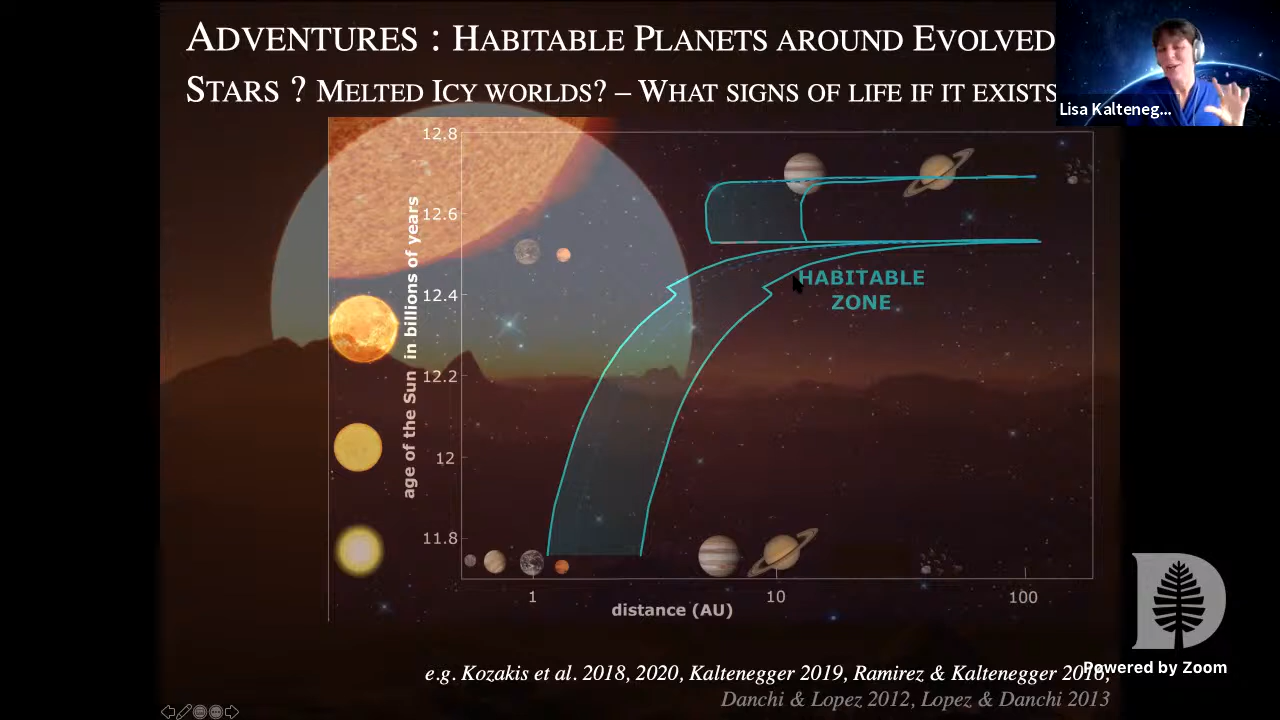 ADVENTURES : HABITABLE PLANETS AROUND EVOLVED
STARS ? MELTED ICY WORLDS? – WHAT SIGNS OF LIFE IF IT EXISTS
Lisa Kalteneg...
12.8
12.6
12.4
12.2
12
11.8
age of the Sun in billions of years
HABITABLE
ZONE
1
10
100
distance (AU)
e.g. Kozakis et al. 2018, 2020, Kaltenegger 2019, Ramirez & Kaltenegger 2016,
Danchi & Lopez 2012, Lopez & Danchi 2013
D
Powered by Zoom